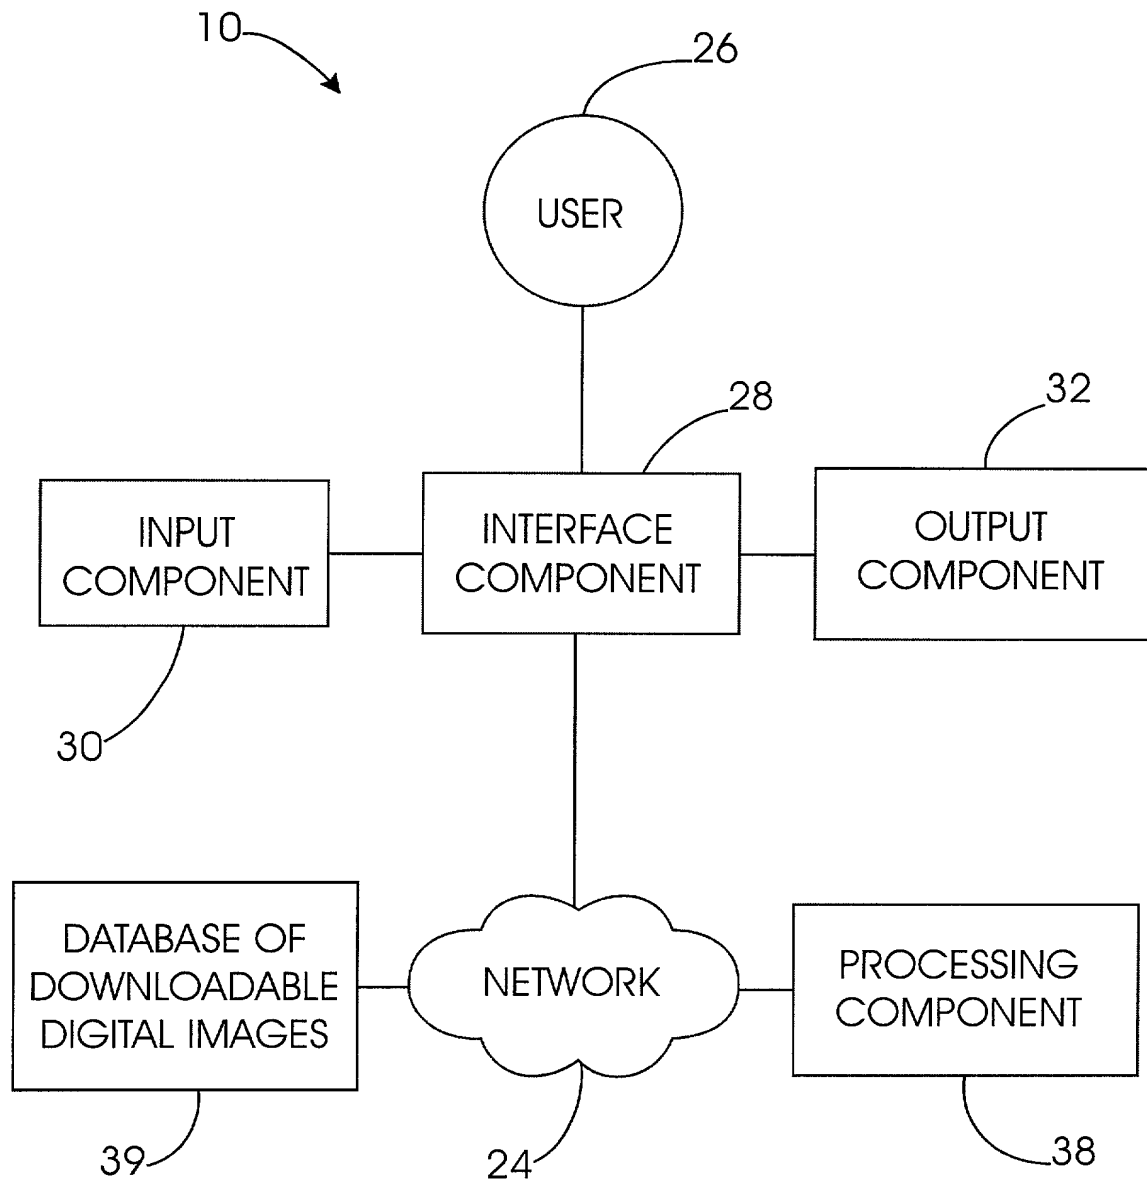 10
26
USER
28
32
INPUT
COMPONENT
INTERFACE
COMPONENT
OUTPUT
COMPONENT
30
DATABASE OF
DOWNLOADABLE
DIGITAL IMAGES
NETWORK
PROCESSING
COMPONENT
39
24
38